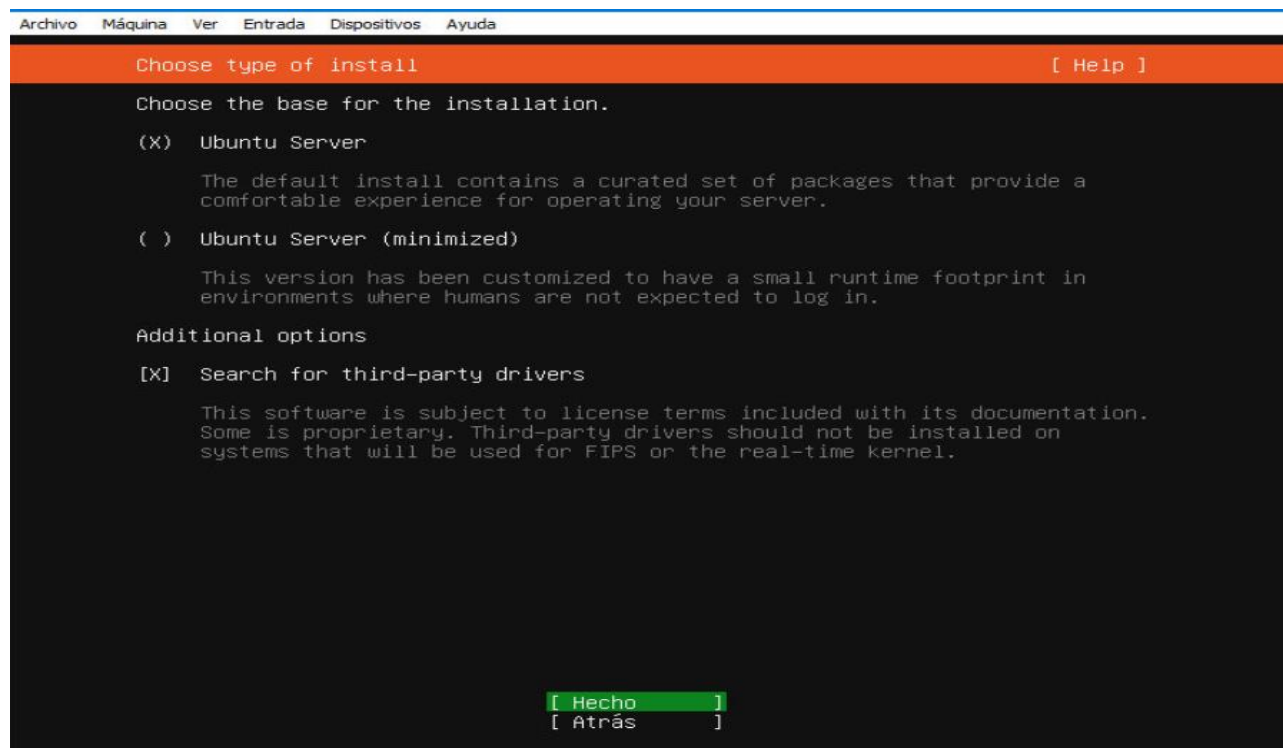 Archivo Máquina Ver Entrada Dispositivos Ayuda
Choose type of install [ Help ]
Choose the base for the installation.
(X) Ubuntu Server
The default install contains a curated set of packages that provide a
comfortable experience for operating your server.
( ) Ubuntu Server (minimized)
This version has been customized to have a small runtime footprint in
environments where humans are not expected to log in.
Additional options
[X] Search for third-party drivers
This software is subject to license terms included with its documentation.
Some is proprietary. Third-party drivers should not be installed on
systems that will be used for FIPS or the real-time kernel.
[ Hecho ]
[ Atrás ]